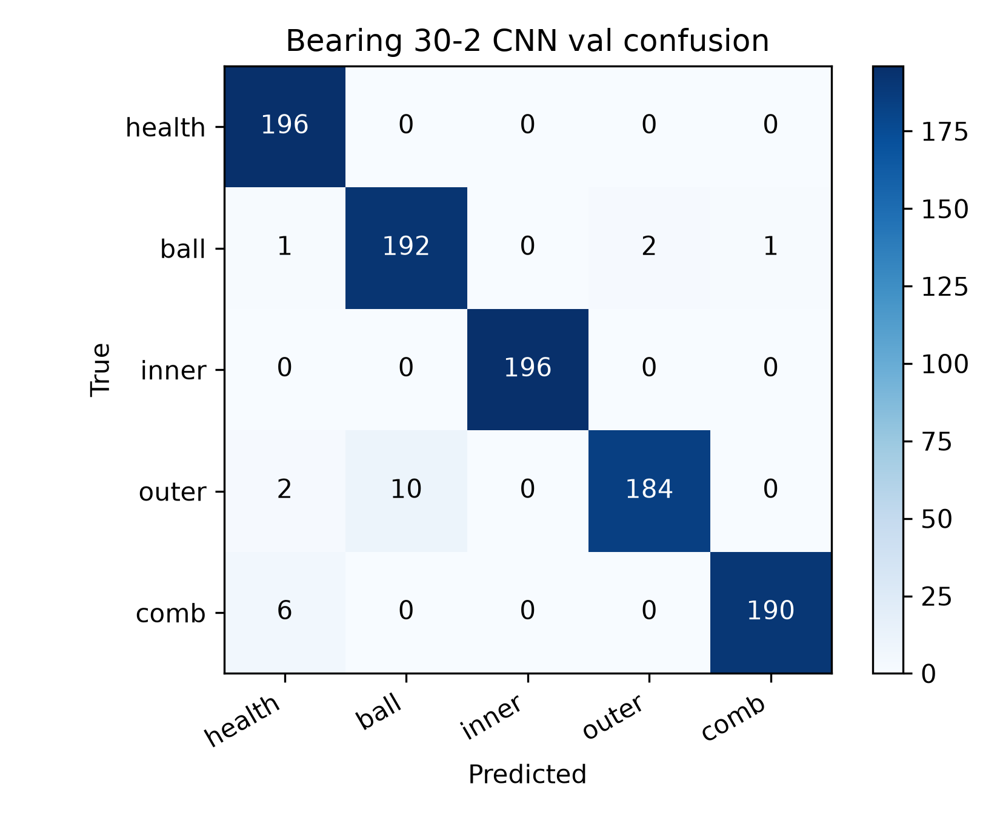 Bearing 30-2 CNN val confusion
health 196 0 0 0 0
ball 1 192 0 2 1
inner 0 0 196 0 0
outer 2 10 0 184 0
comb 6 0 0 0 190
True
health ball inner outer comb
Predicted
175
150
125
100
75
50
25
0